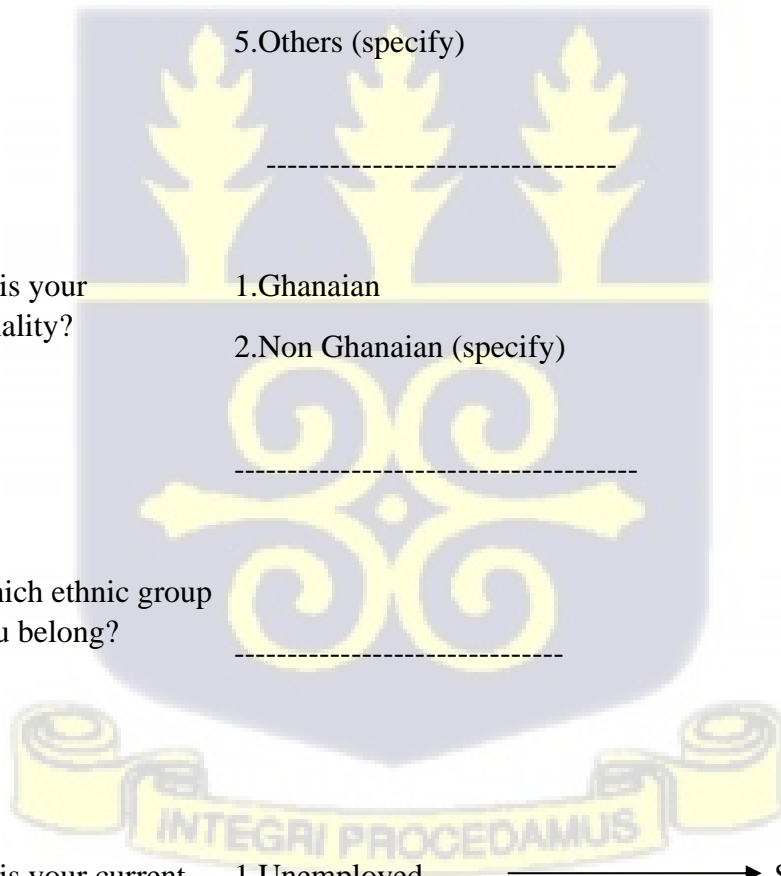 5.Others (specify)
---------------------------------
is your 1.Ghanaian
ality?
2.Non Ghanaian (specify)
--------------------------------------
ich ethnic group
u belong?
-------------------------------
INTEGRI PROCEDAMUS
is your current 1.Unemployed